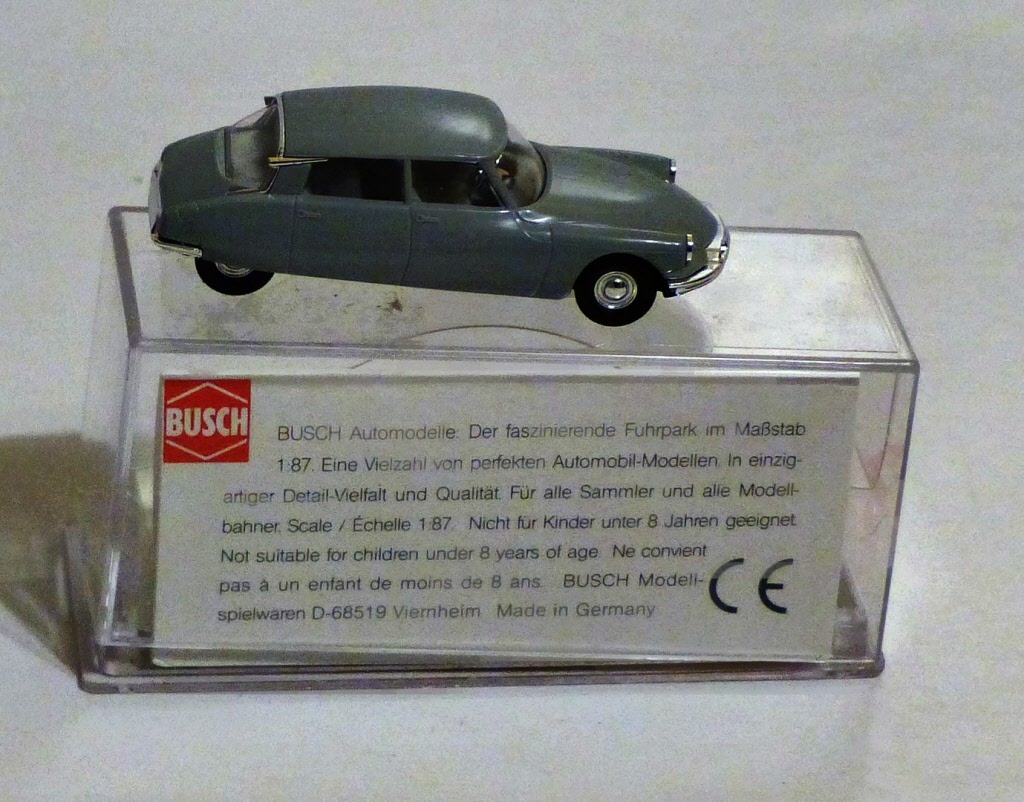 BUSCH
BUSCH Automodelle: Der faszinierende Fuhrpark im Maßstab
1:87. Eine Vielzahl von perfekten Automobil-Modellen. In einzig-
artiger Detail-Vielfalt und Qualität. Für alle Sammler und alle Modell-
bahner. Scale / Échelle 1:87. Nicht für Kinder unter 8 Jahren geeignet.
Not suitable for children under 8 years of age. Ne convient
pas à un enfant de moins de 8 ans. BUSCH Modell-
spielwaren D-68519 Viernheim Made in Germany
CE